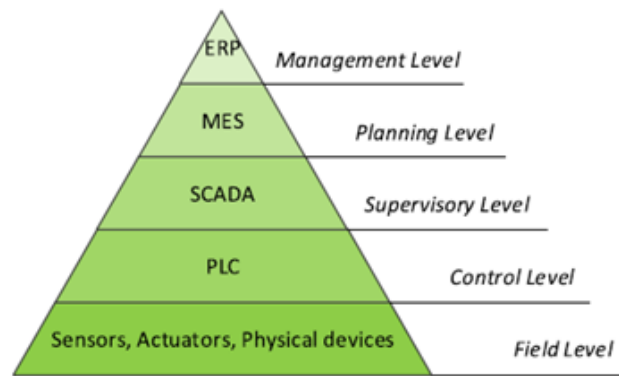 ERP
Management Level
MES
Planning Level
SCADA
Supervisory Level
PLC
Control Level
Sensors, Actuators, Physical devices
Field Level